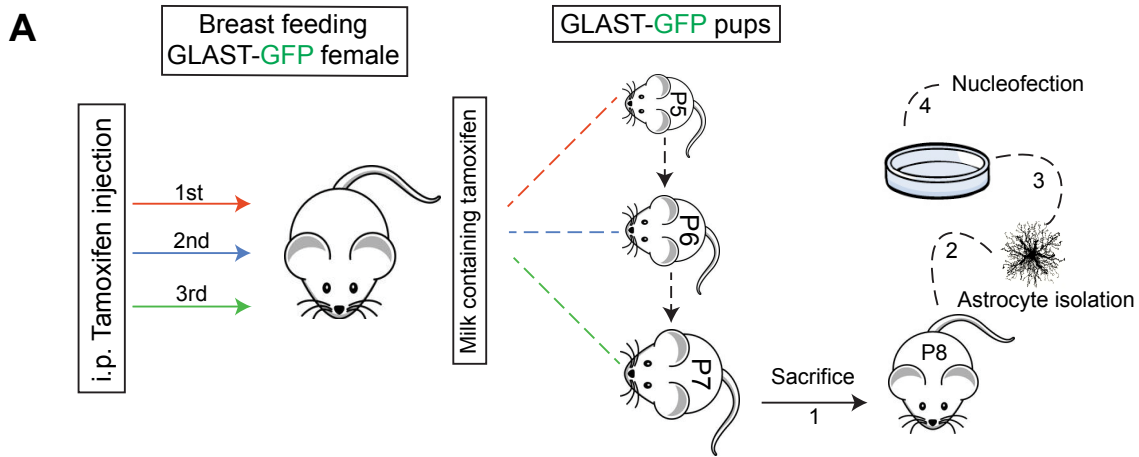 A
Breast feeding
GLAST-GFP female
GLAST-GFP pups
i.p. Tamoxifen injection
1st
2nd
3rd
Milk containing tamoxifen
P5
P6
P7
Sacrifice
1
P8
2
Astrocyte isolation
3
4
Nucleofection